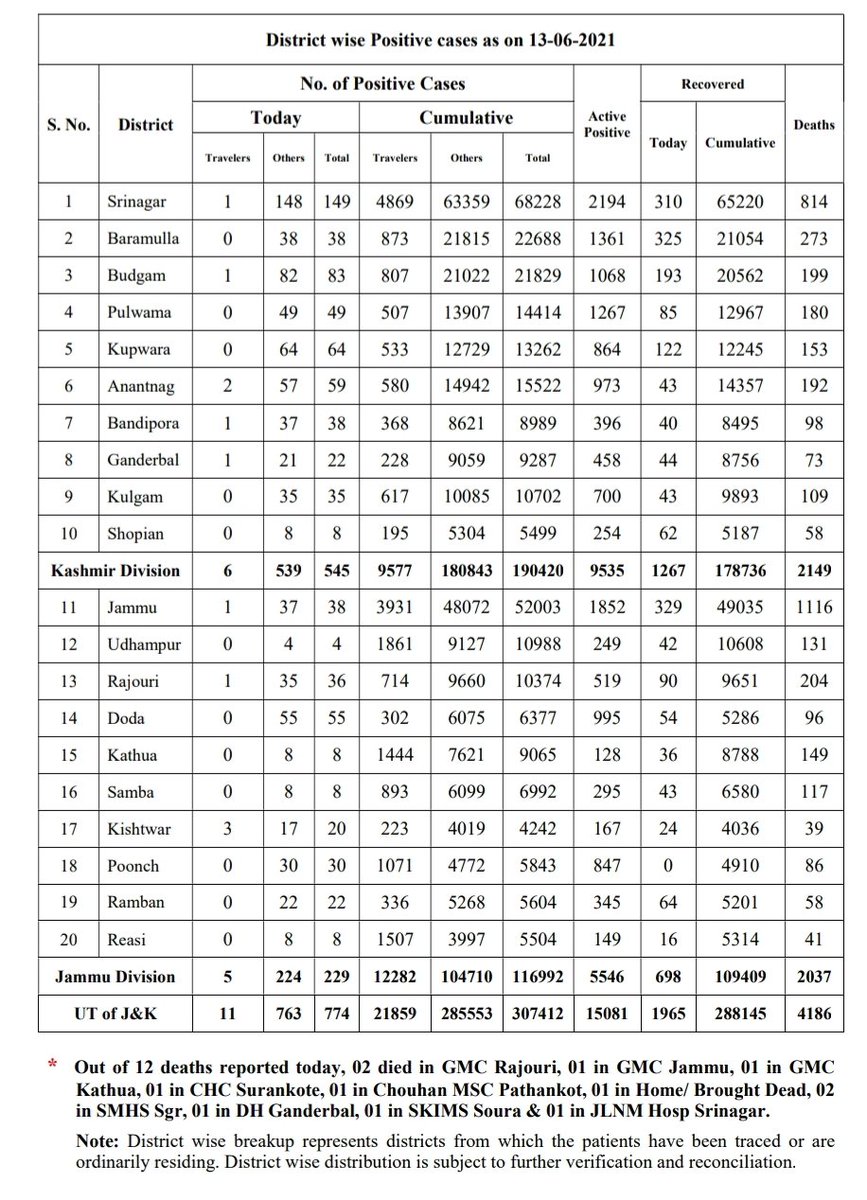 District wise Positive cases as on 13-06-2021
S. No. District No. of Positive Cases Active Positive Recovered Deaths
Today Cumulative Today Cumulative
Travelers Others Total Travelers Others Total
1 Srinagar 1 148 149 4869 63359 68228 2194 310 65220 814
2 Baramulla 0 38 38 873 21815 22688 1361 325 21054 273
3 Budgam 1 82 83 807 21022 21829 1068 193 20562 199
4 Pulwama 0 49 49 507 13907 14414 1267 85 12967 180
5 Kupwara 0 64 64 533 12729 13262 864 122 12245 153
6 Anantnag 2 57 59 580 14942 15522 973 43 14357 192
7 Bandipora 1 37 38 368 8621 8989 396 40 8495 98
8 Ganderbal 1 21 22 228 9059 9287 458 44 8756 73
9 Kulgam 0 35 35 617 10085 10702 700 43 9893 109
10 Shopian 0 8 8 195 5304 5499 254 62 5187 58
Kashmir Division 6 539 545 9577 180843 190420 9535 1267 178736 2149
11 Jammu 1 37 38 3931 48072 52003 1852 329 49035 1116
12 Udhampur 0 4 4 1861 9127 10988 249 42 10608 131
13 Rajouri 1 35 36 714 9660 10374 519 90 9651 204
14 Doda 0 55 55 302 6075 6377 995 54 5286 96
15 Kathua 0 8 8 1444 7621 9065 128 36 8788 149
16 Samba 0 8 8 893 6099 6992 295 43 6580 117
17 Kishtwar 3 17 20 223 4019 4242 167 24 4036 39
18 Poonch 0 30 30 1071 4772 5843 847 0 4910 86
19 Ramban 0 22 22 336 5268 5604 345 64 5201 58
20 Reasi 0 8 8 1507 3997 5504 149 16 5314 41
Jammu Division 5 224 229 12282 104710 116992 5546 698 109409 2037
UT of J&K 11 763 774 21859 285553 307412 15081 1965 288145 4186
* Out of 12 deaths reported today, 02 died in GMC Rajouri, 01 in GMC Jammu, 01 in GMC
Kathua, 01 in CHC Surankote, 01 in Chouhan MSC Pathankot, 01 in Home/ Brought Dead, 02
in SMHS Sgr, 01 in DH Ganderbal, 01 in SKIMS Soura & 01 in JLNM Hosp Srinagar.
Note: District wise breakup represents districts from which the patients have been traced or are
ordinarily residing. District wise distribution is subject to further verification and reconciliation.